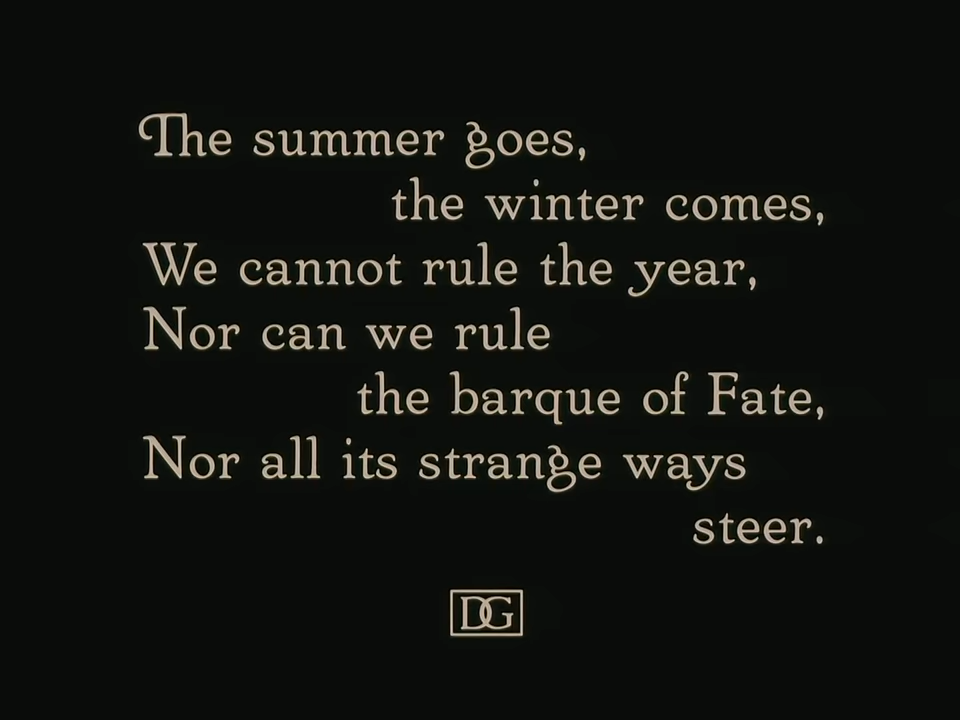 The summer goes,
the winter comes,
We cannot rule the year,
Nor can we rule
the barque of Fate,
Nor all its strange ways
steer.
DG